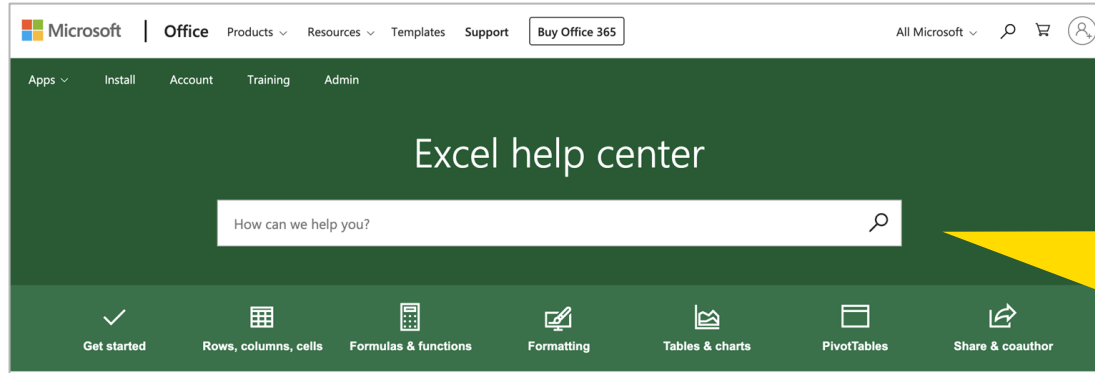 Microsoft Office Products Resources Templates Support Buy Office 365 All Microsoft
Apps Install Account Training Admin
Excel help center
How can we help you?
Get started Rows, columns, cells Formulas & functions Formatting Tables & charts PivotTables Share & coauthor